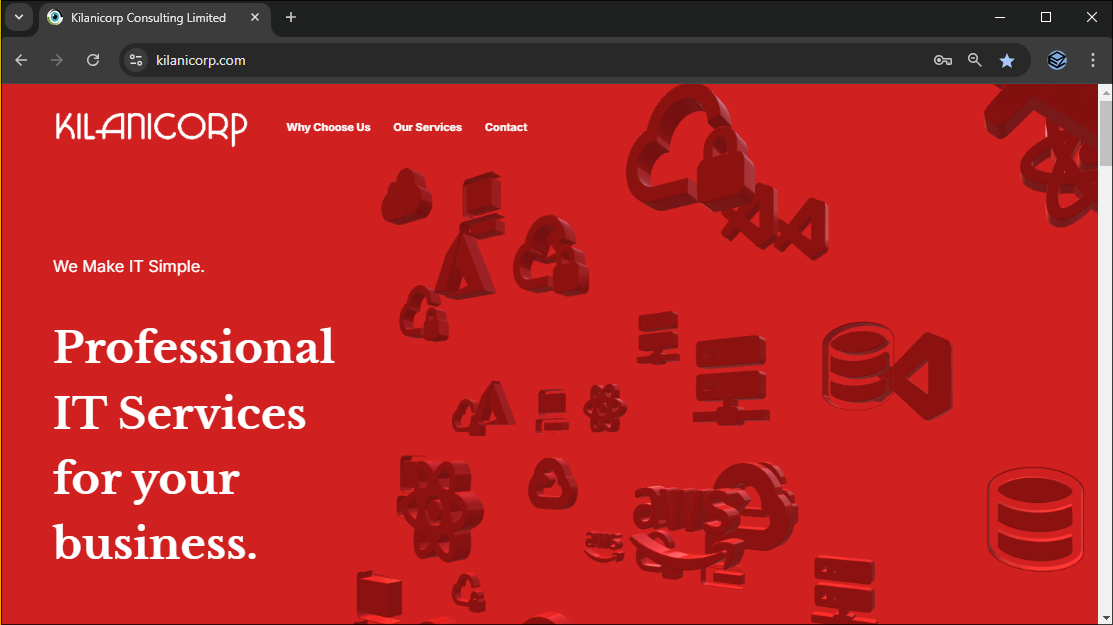 Kilanicorp Consulting Limited
kilanicorp.com
KILANICORP
Why Choose Us
Our Services
Contact
We Make IT Simple.
Professional
IT Services
for your
business.
aws
aws